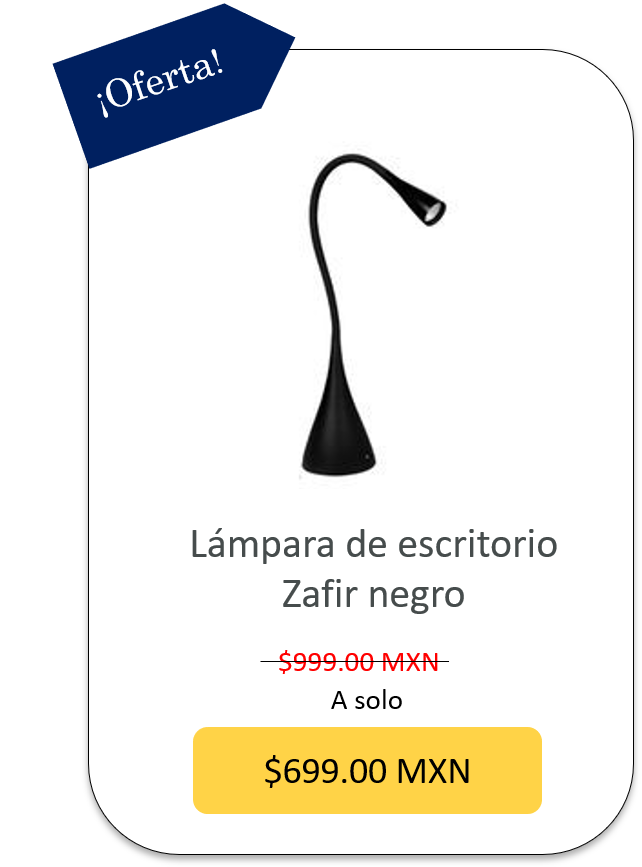 ¡Oferta!
Lámpara de escritorio
Zafir negro
$999.00 MXN
A solo
$699.00 MXN